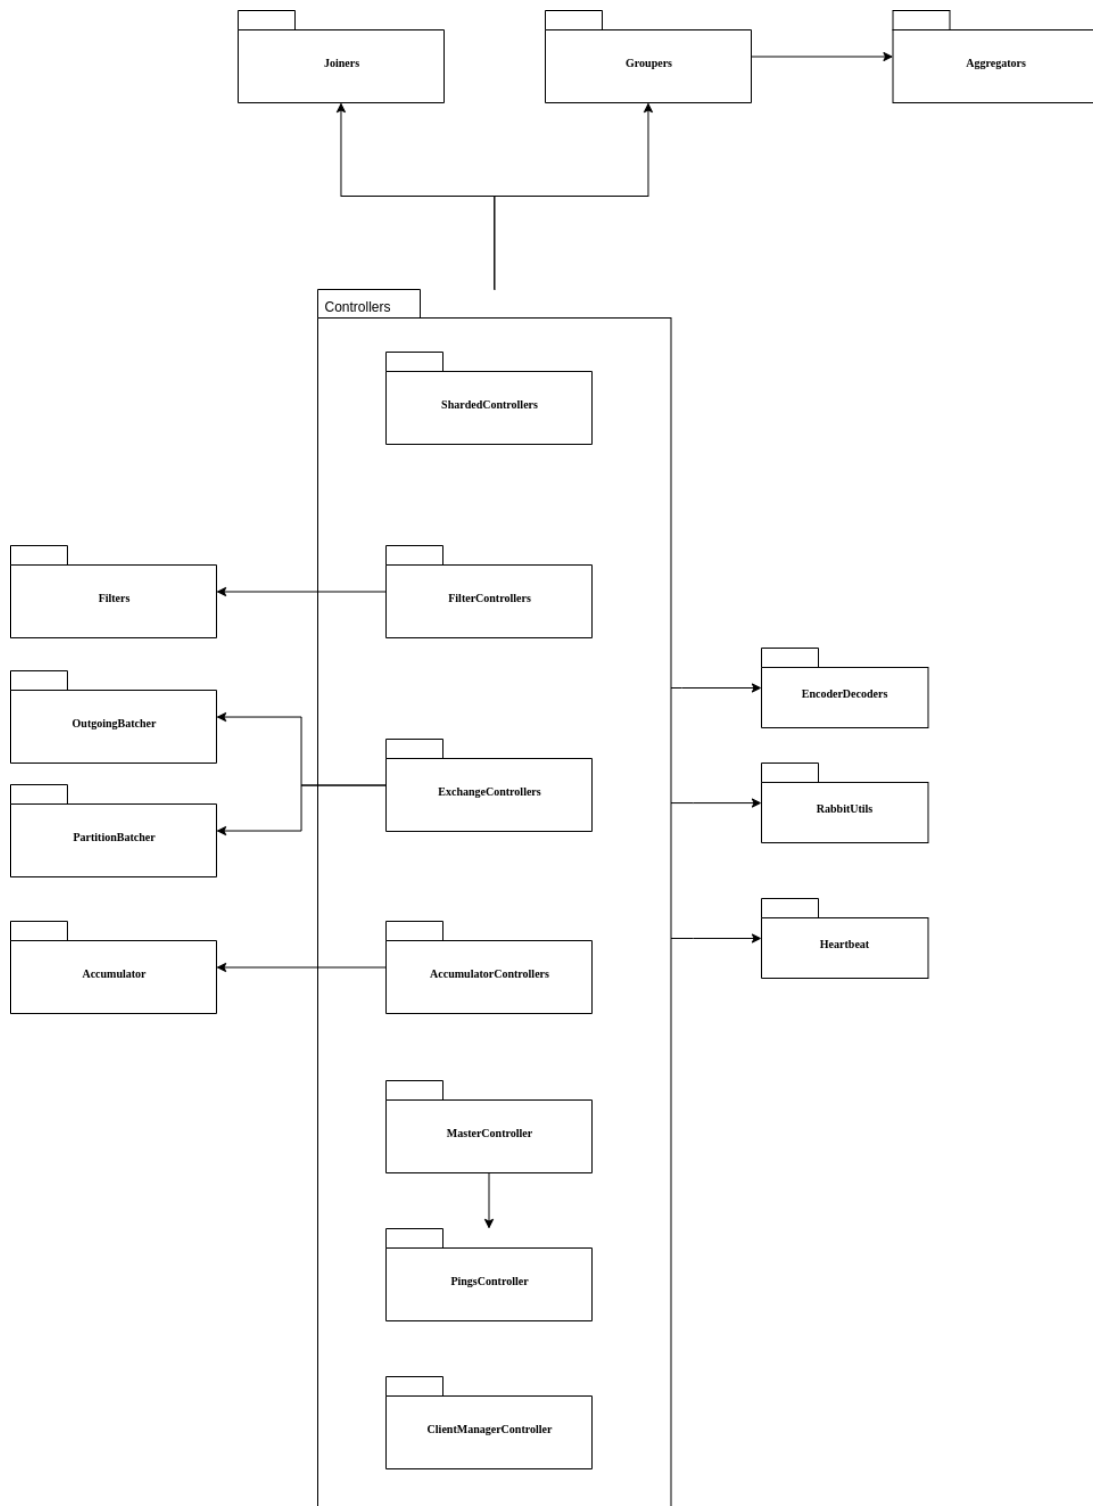 Joiners
Groupers
Aggregators
Controllers
ShardedControllers
Filters
FilterControllers
EncoderDecoders
OutgoingBatcher
ExchangeControllers
RabbitUtils
PartitionBatcher
Heartbeat
Accumulator
AccumulatorControllers
MasterController
PingsController
ClientManagerController